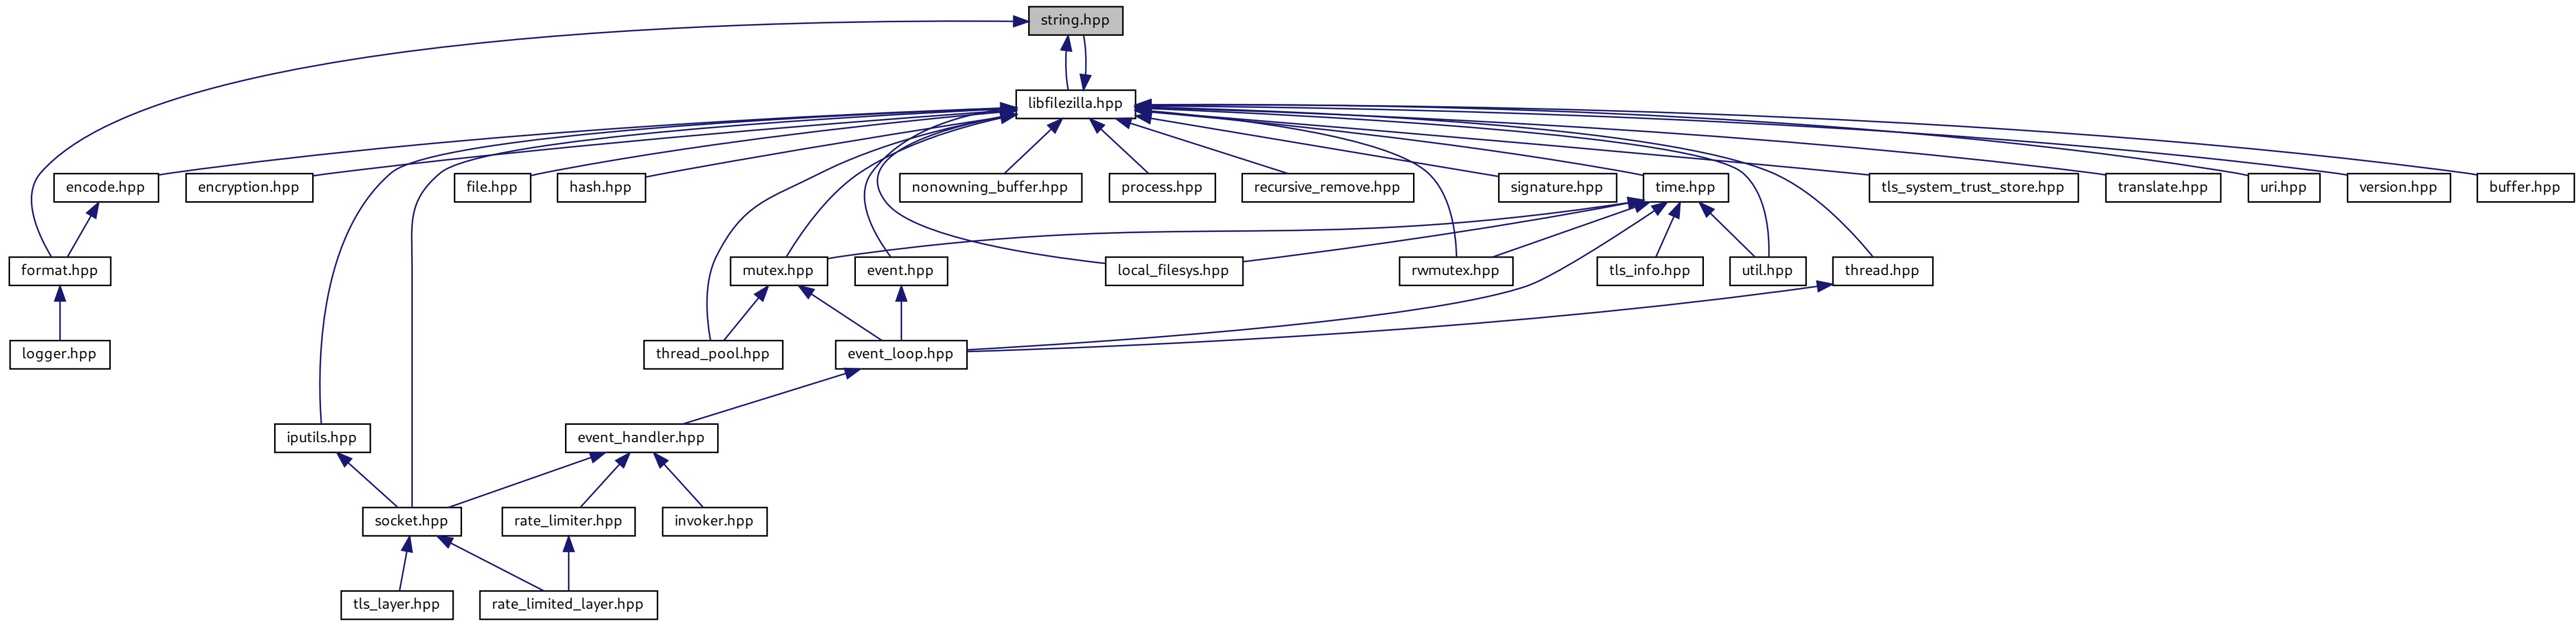 string.hpp
libfilezilla.hpp
encode.hpp
encryption.hpp
file.hpp
hash.hpp
nonowning_buffer.hpp
process.hpp
recursive_remove.hpp
signature.hpp
time.hpp
tls_system_trust_store.hpp
translate.hpp
uri.hpp
version.hpp
buffer.hpp
format.hpp
mutex.hpp
event.hpp
local_filesys.hpp
rwmutex.hpp
tls_info.hpp
util.hpp
thread.hpp
logger.hpp
thread_pool.hpp
event_loop.hpp
iputils.hpp
event_handler.hpp
socket.hpp
rate_limiter.hpp
invoker.hpp
tls_layer.hpp
rate_limited_layer.hpp